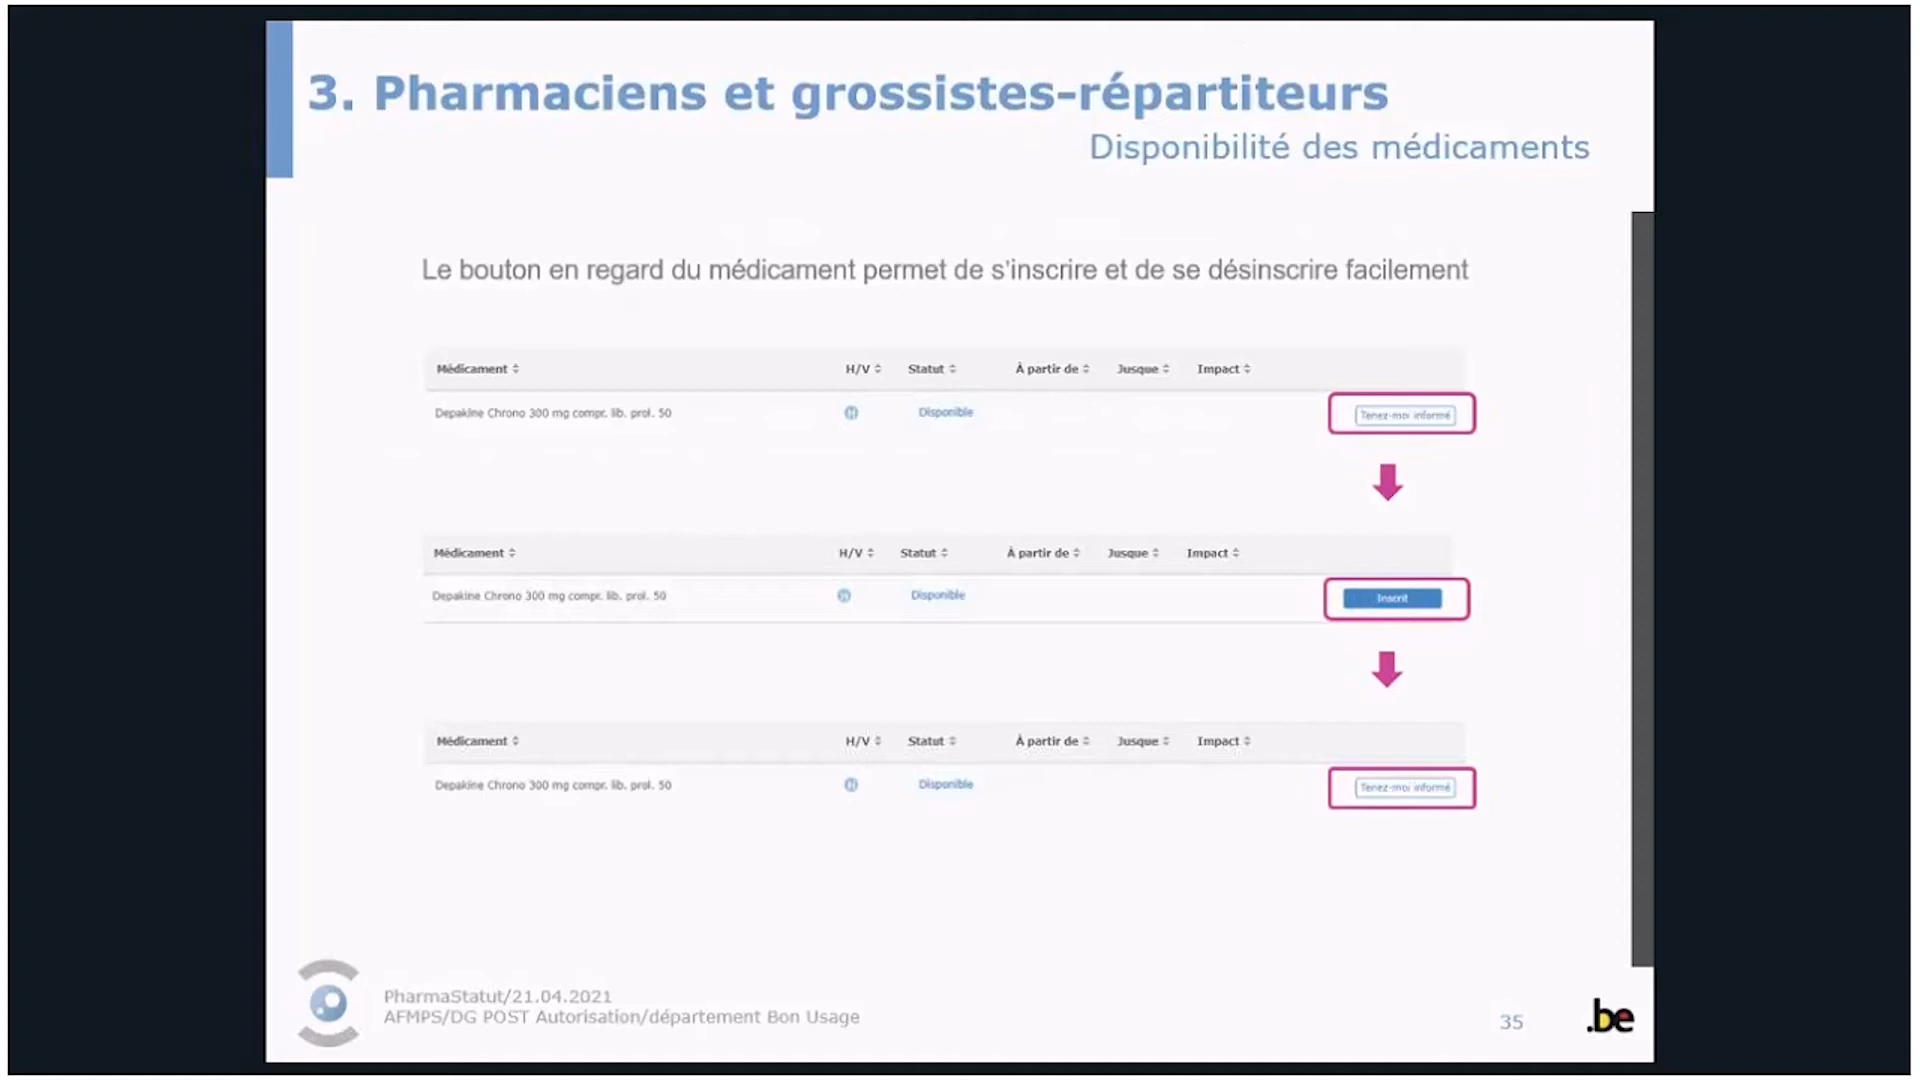 3. Pharmaciens et grossistes-répartiteurs
Disponibilité des médicaments
Le bouton en regard du médicament permet de s'inscrire et de se désinscrire facilement
Médicament H/V Statut À partir de Jusque Impact
Depakine Chrono 300 mg compr. lib. prol. 50 H Disponible Tenez-moi informé
Médicament H/V Statut À partir de Jusque Impact
Depakine Chrono 300 mg compr. lib. prol. 50 H Disponible Inscrit
Médicament H/V Statut À partir de Jusque Impact
Depakine Chrono 300 mg compr. lib. prol. 50 H Disponible Tenez-moi informé
PharmaStatut/21.04.2021
AFMPS/DG POST Autorisation/département Bon Usage
35
.be